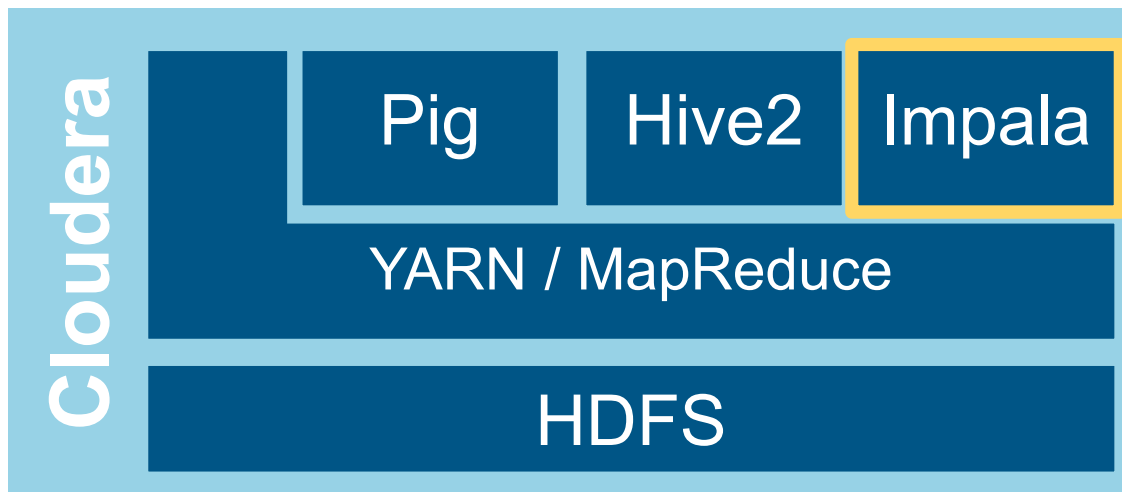 Cloudera
Pig
Hive2
Impala
YARN / MapReduce
HDFS